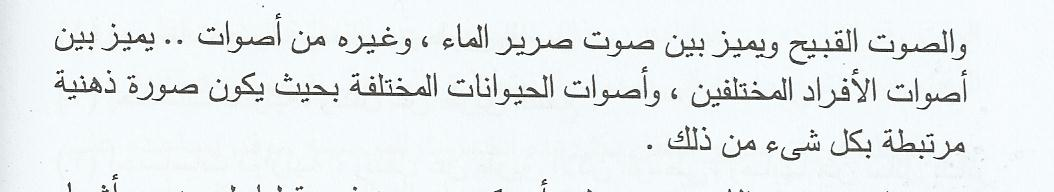 والصوت القبيح ويميز بين صوت صرير الماء ، وغيره من أصوات .. يميز بين
أصوات الأفراد المختلفين ، وأصوات الحيوانات المختلفة بحيث يكون صورة ذهنية
مرتبطة بكل شىء من ذلك .